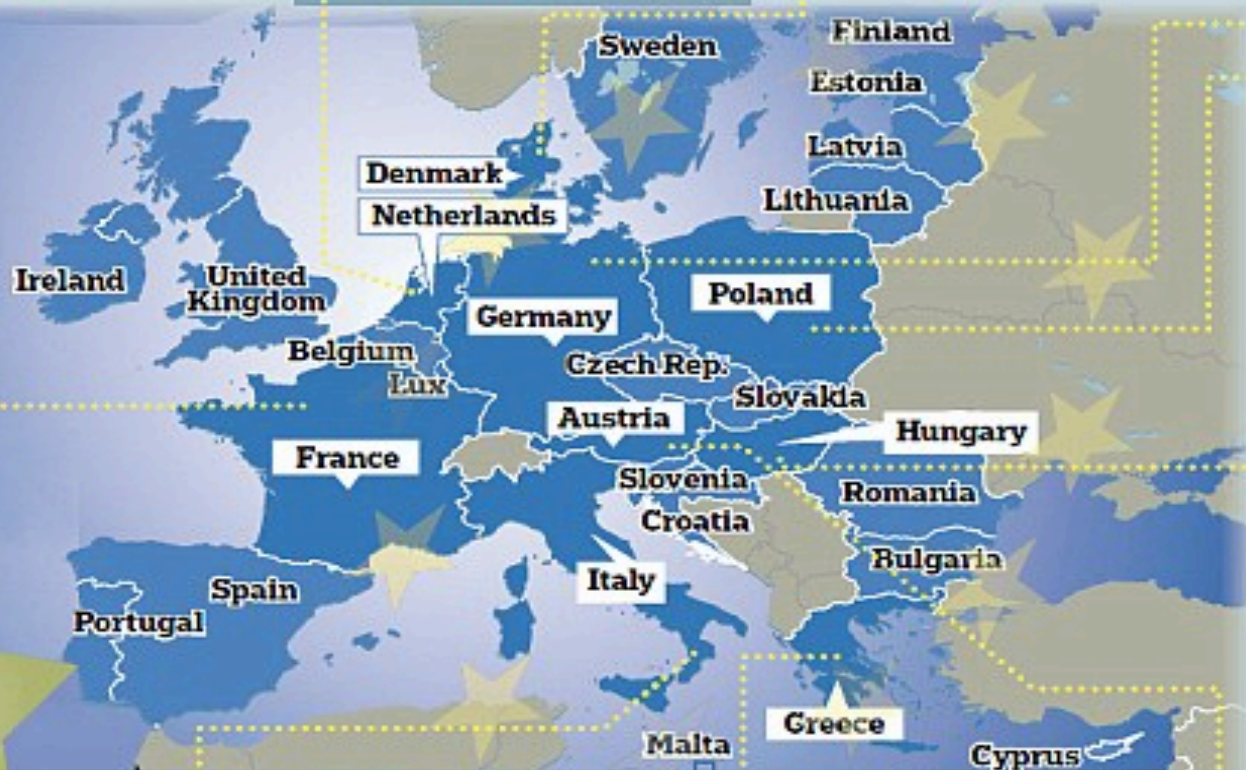 Sweden
Finland
Estonia
Latvia
Denmark
Lithuania
Netherlands
Ireland
United
Kingdom
Poland
Germany
Belgium
Czech Rep.
Lux
Slovakia
Austria
Hungary
France
Slovenia
Romania
Croatia
Bulgaria
Italy
Spain
Portugal
Greece
Malta
Cyprus